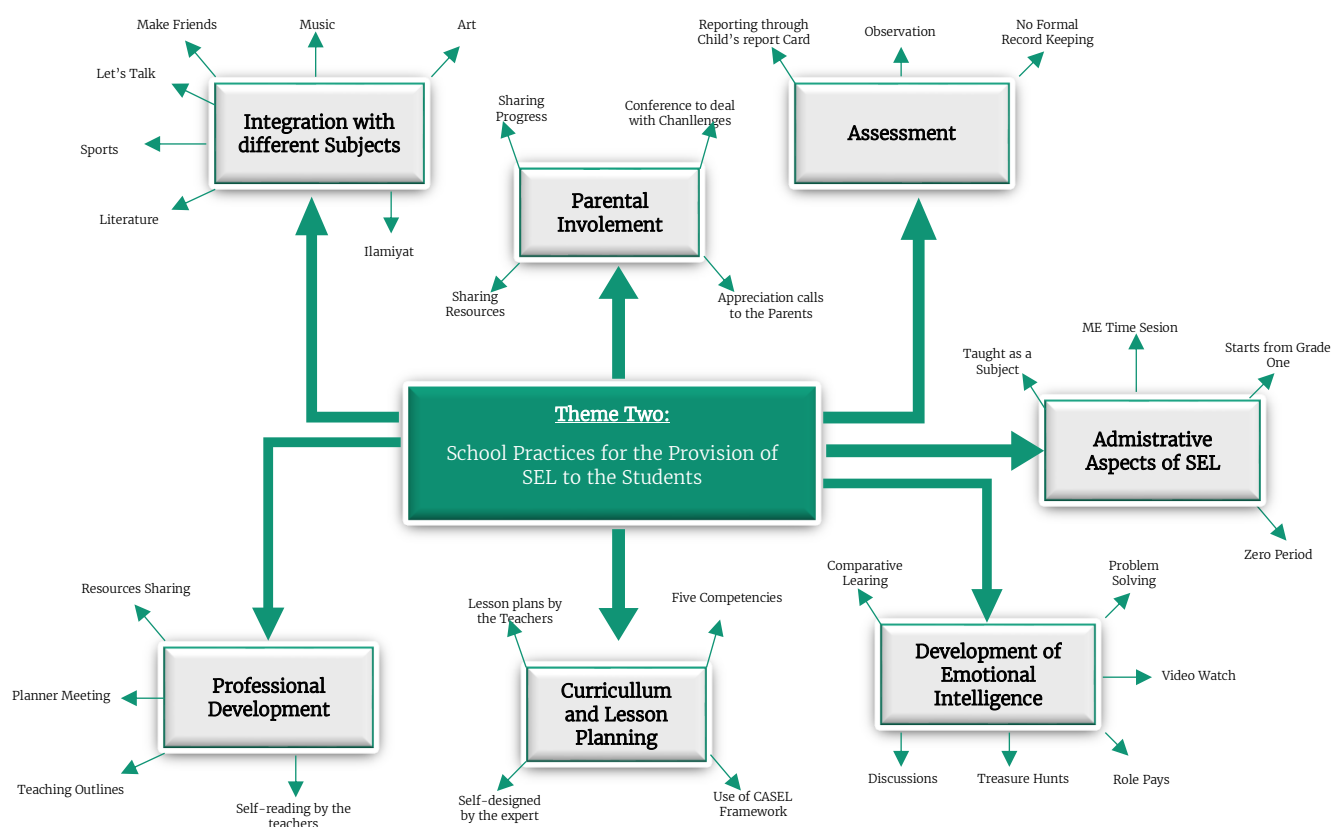 Make Friends
Music
Art
Let's Talk
Sports
Literature
Ilamiyat
Integration with
different Subjects
Sharing
Progress
Conference to deal
with Chanllenges
Parental
Involement
Sharing
Resources
Appreciation calls
to the Parents
Reporting through
Child's report Card
Observation
No Formal
Record Keeping
Assessment
Theme Two:
School Practices for the Provision of
SEL to the Students
Taught as a
Subject
ME Time Sesion
Starts from Grade
One
Admistrative
Aspects of SEL
Zero Period
Resources Sharing
Planner Meeting
Teaching Outlines
Self-reading by the
teachers
Professional
Development
Lesson plans by
the Teachers
Five Competencies
Curricullum
and Lesson
Planning
Self-designed
by the expert
Use of CASEL
Framework
Comparative
Learing
Problem
Solving
Development of
Emotional
Intelligence
Video Watch
Discussions
Treasure Hunts
Role Pays